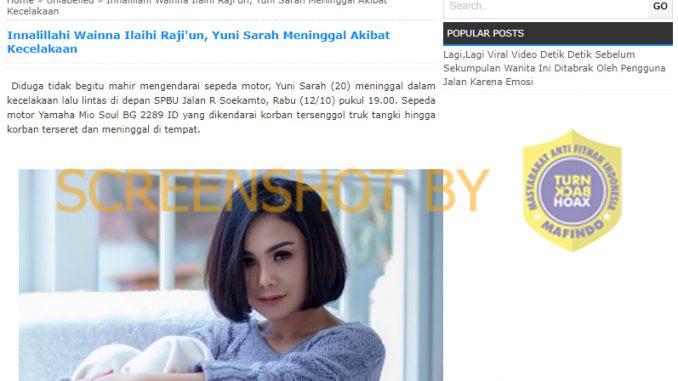 Home » Unlabelled » Innalillahi Wainna Ilaihi Raji'un, Yuni Sarah Meninggal Akibat
Kecelakaan
Innalillahi Wainna Ilaihi Raji'un, Yuni Sarah Meninggal Akibat
Kecelakaan
Diduga tidak begitu mahir mengendarai sepeda motor, Yuni Sarah (20) meninggal dalam
kecelakaan lalu lintas di depan SPBU Jalan R Soekamto, Rabu (12/10) pukul 19.00. Sepeda
motor Yamaha Mio Soul BG 2289 ID yang dikendarai korban tersenggol truk tangki hingga
korban terseret dan meninggal di tempat.
SCREENSHOT BY
Search..
GO
POPULAR POSTS
Lagi,Lagi Viral Video Detik Detik Sebelum
Sekumpulan Wanita Ini Ditabrak Oleh Pengguna
Jalan Karena Emosi
MASYARAKAT ANTI FITNAH INDONESIA
TURN
BACK
HOAX
MAFINDO